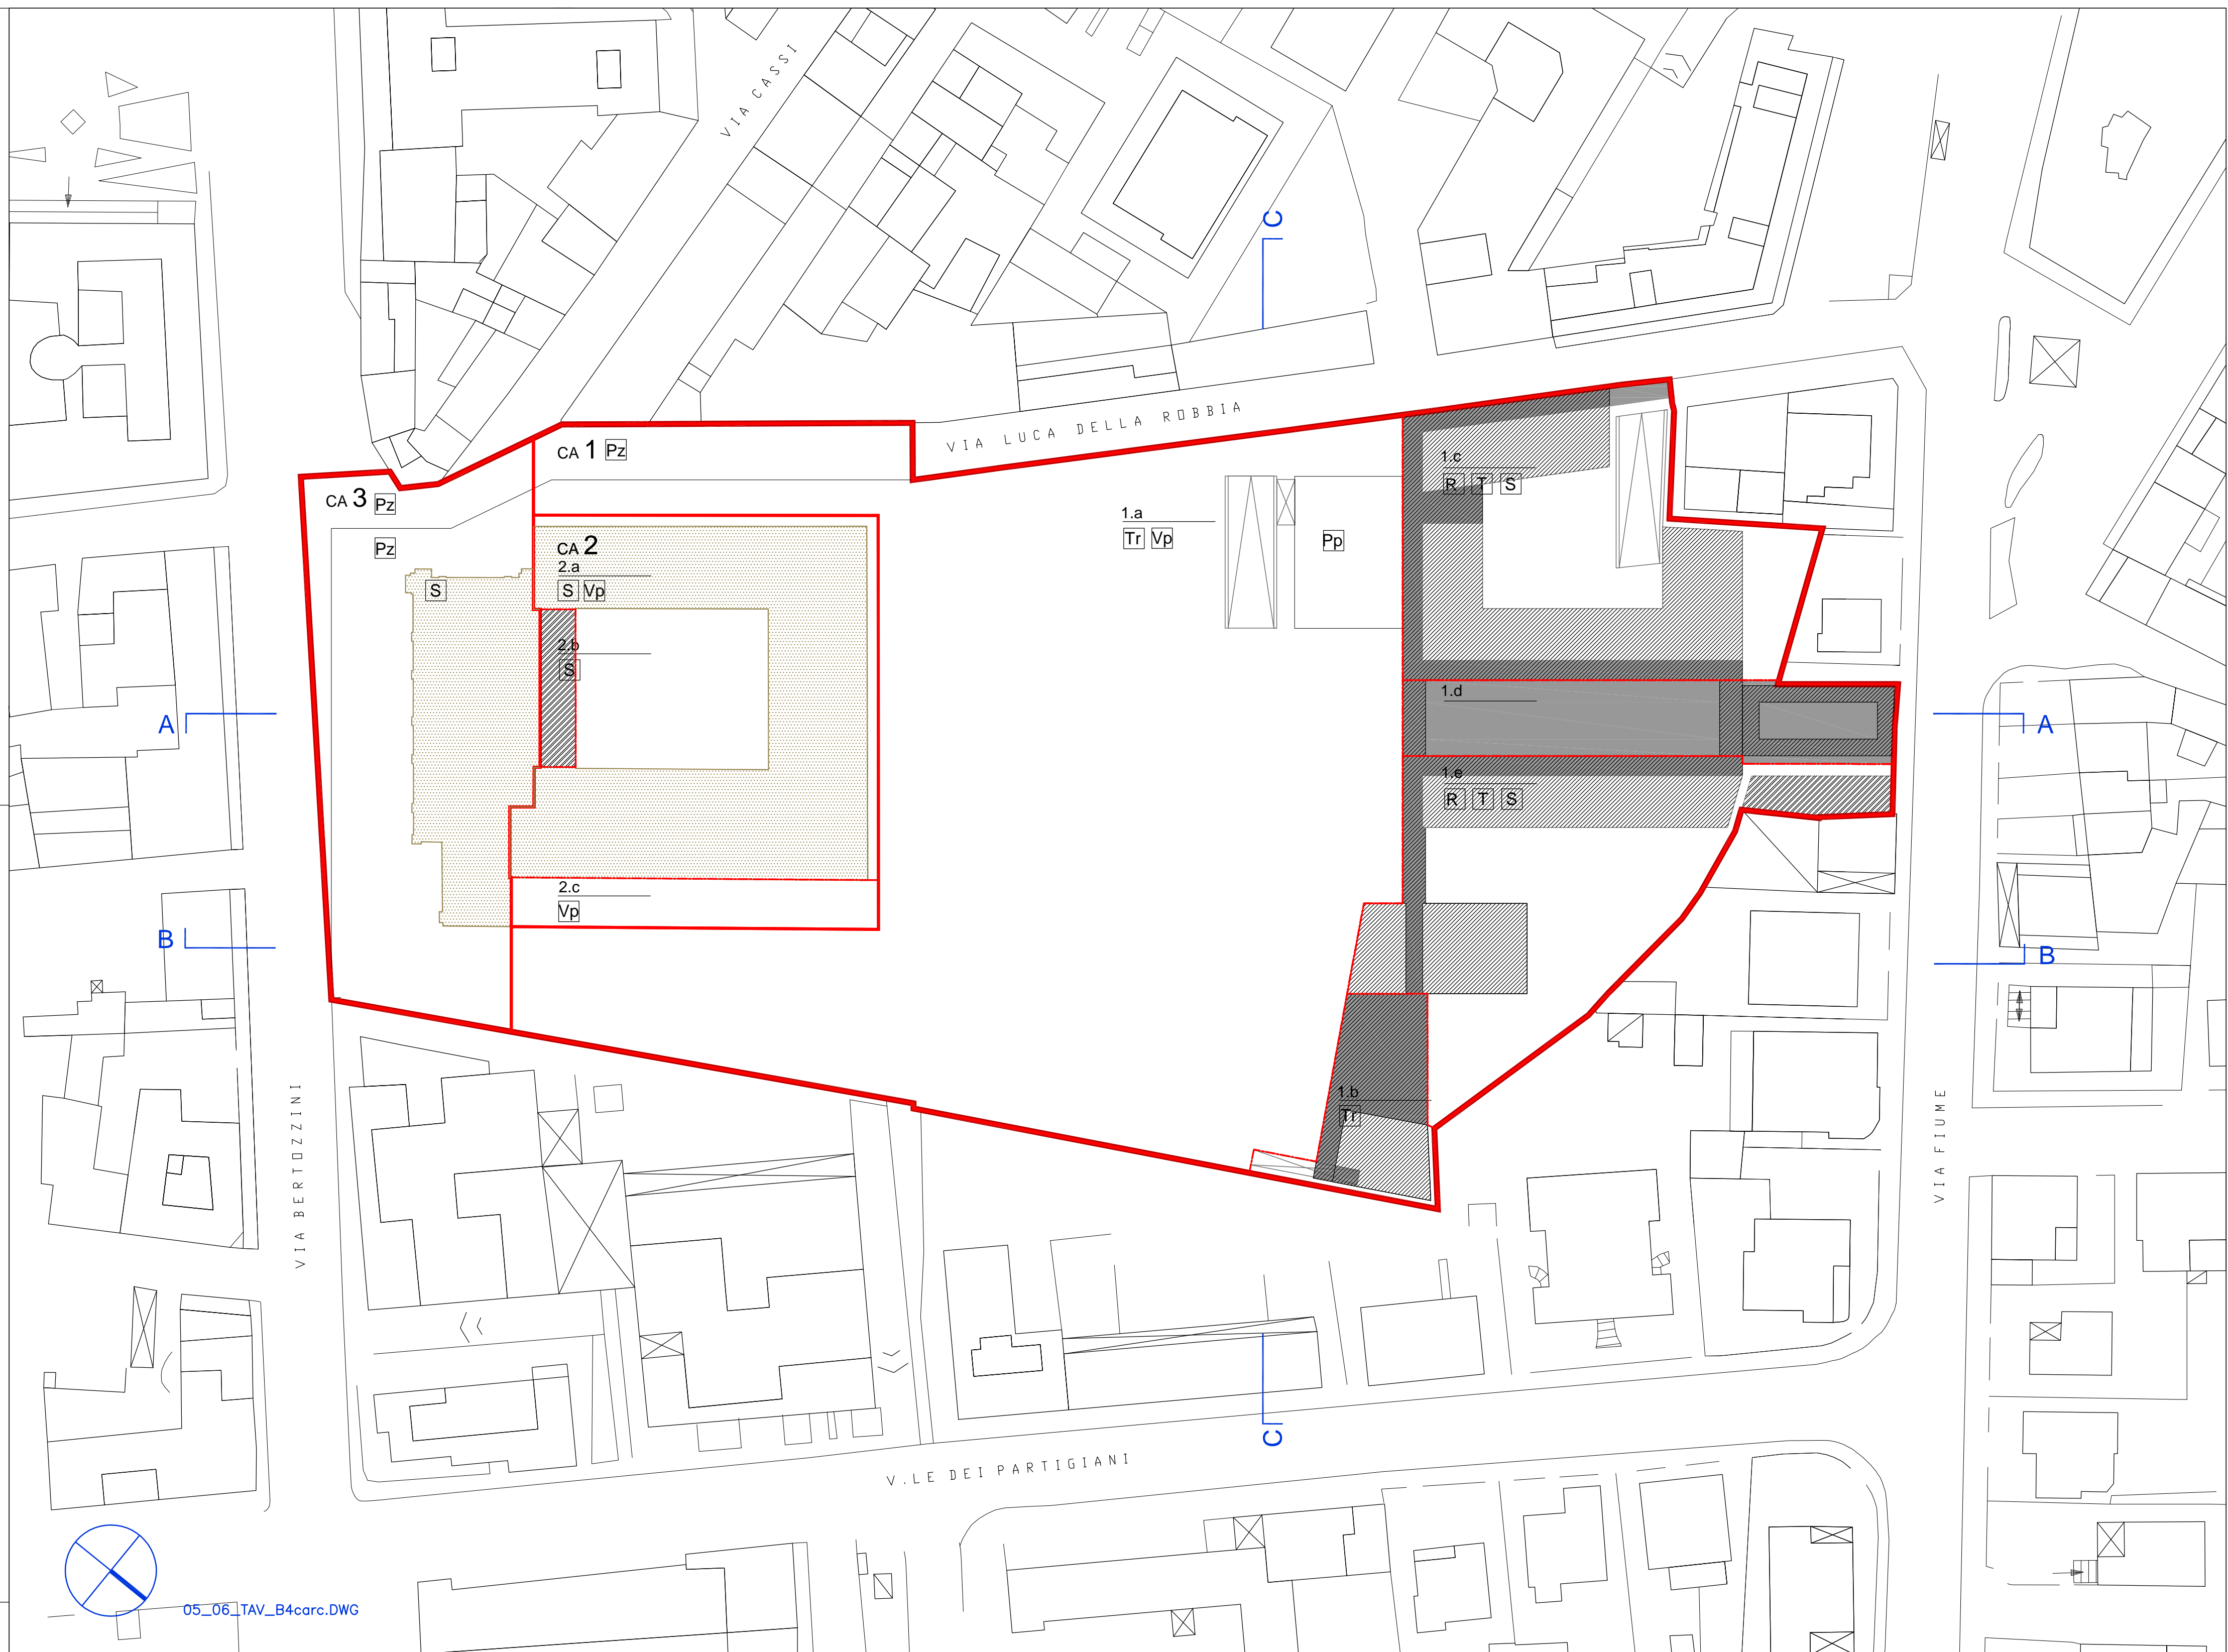 VIA CASSI
C
VIA LUCA DELLA ROBBIA
CA 1 Pz
1.c
R T S
CA 3 Pz
1.a
Tr Vp
Pp
Pz
CA 2
2.a
S
S Vp
2.b
S
1.d
A
A
1.e
R T S
2.c
Vp
B
B
VIA BERTOZZINI
1.b
Tr
VIA FIUME
C
V.LE DEI PARTIGIANI
05_06_TAV_B4carc.DWG